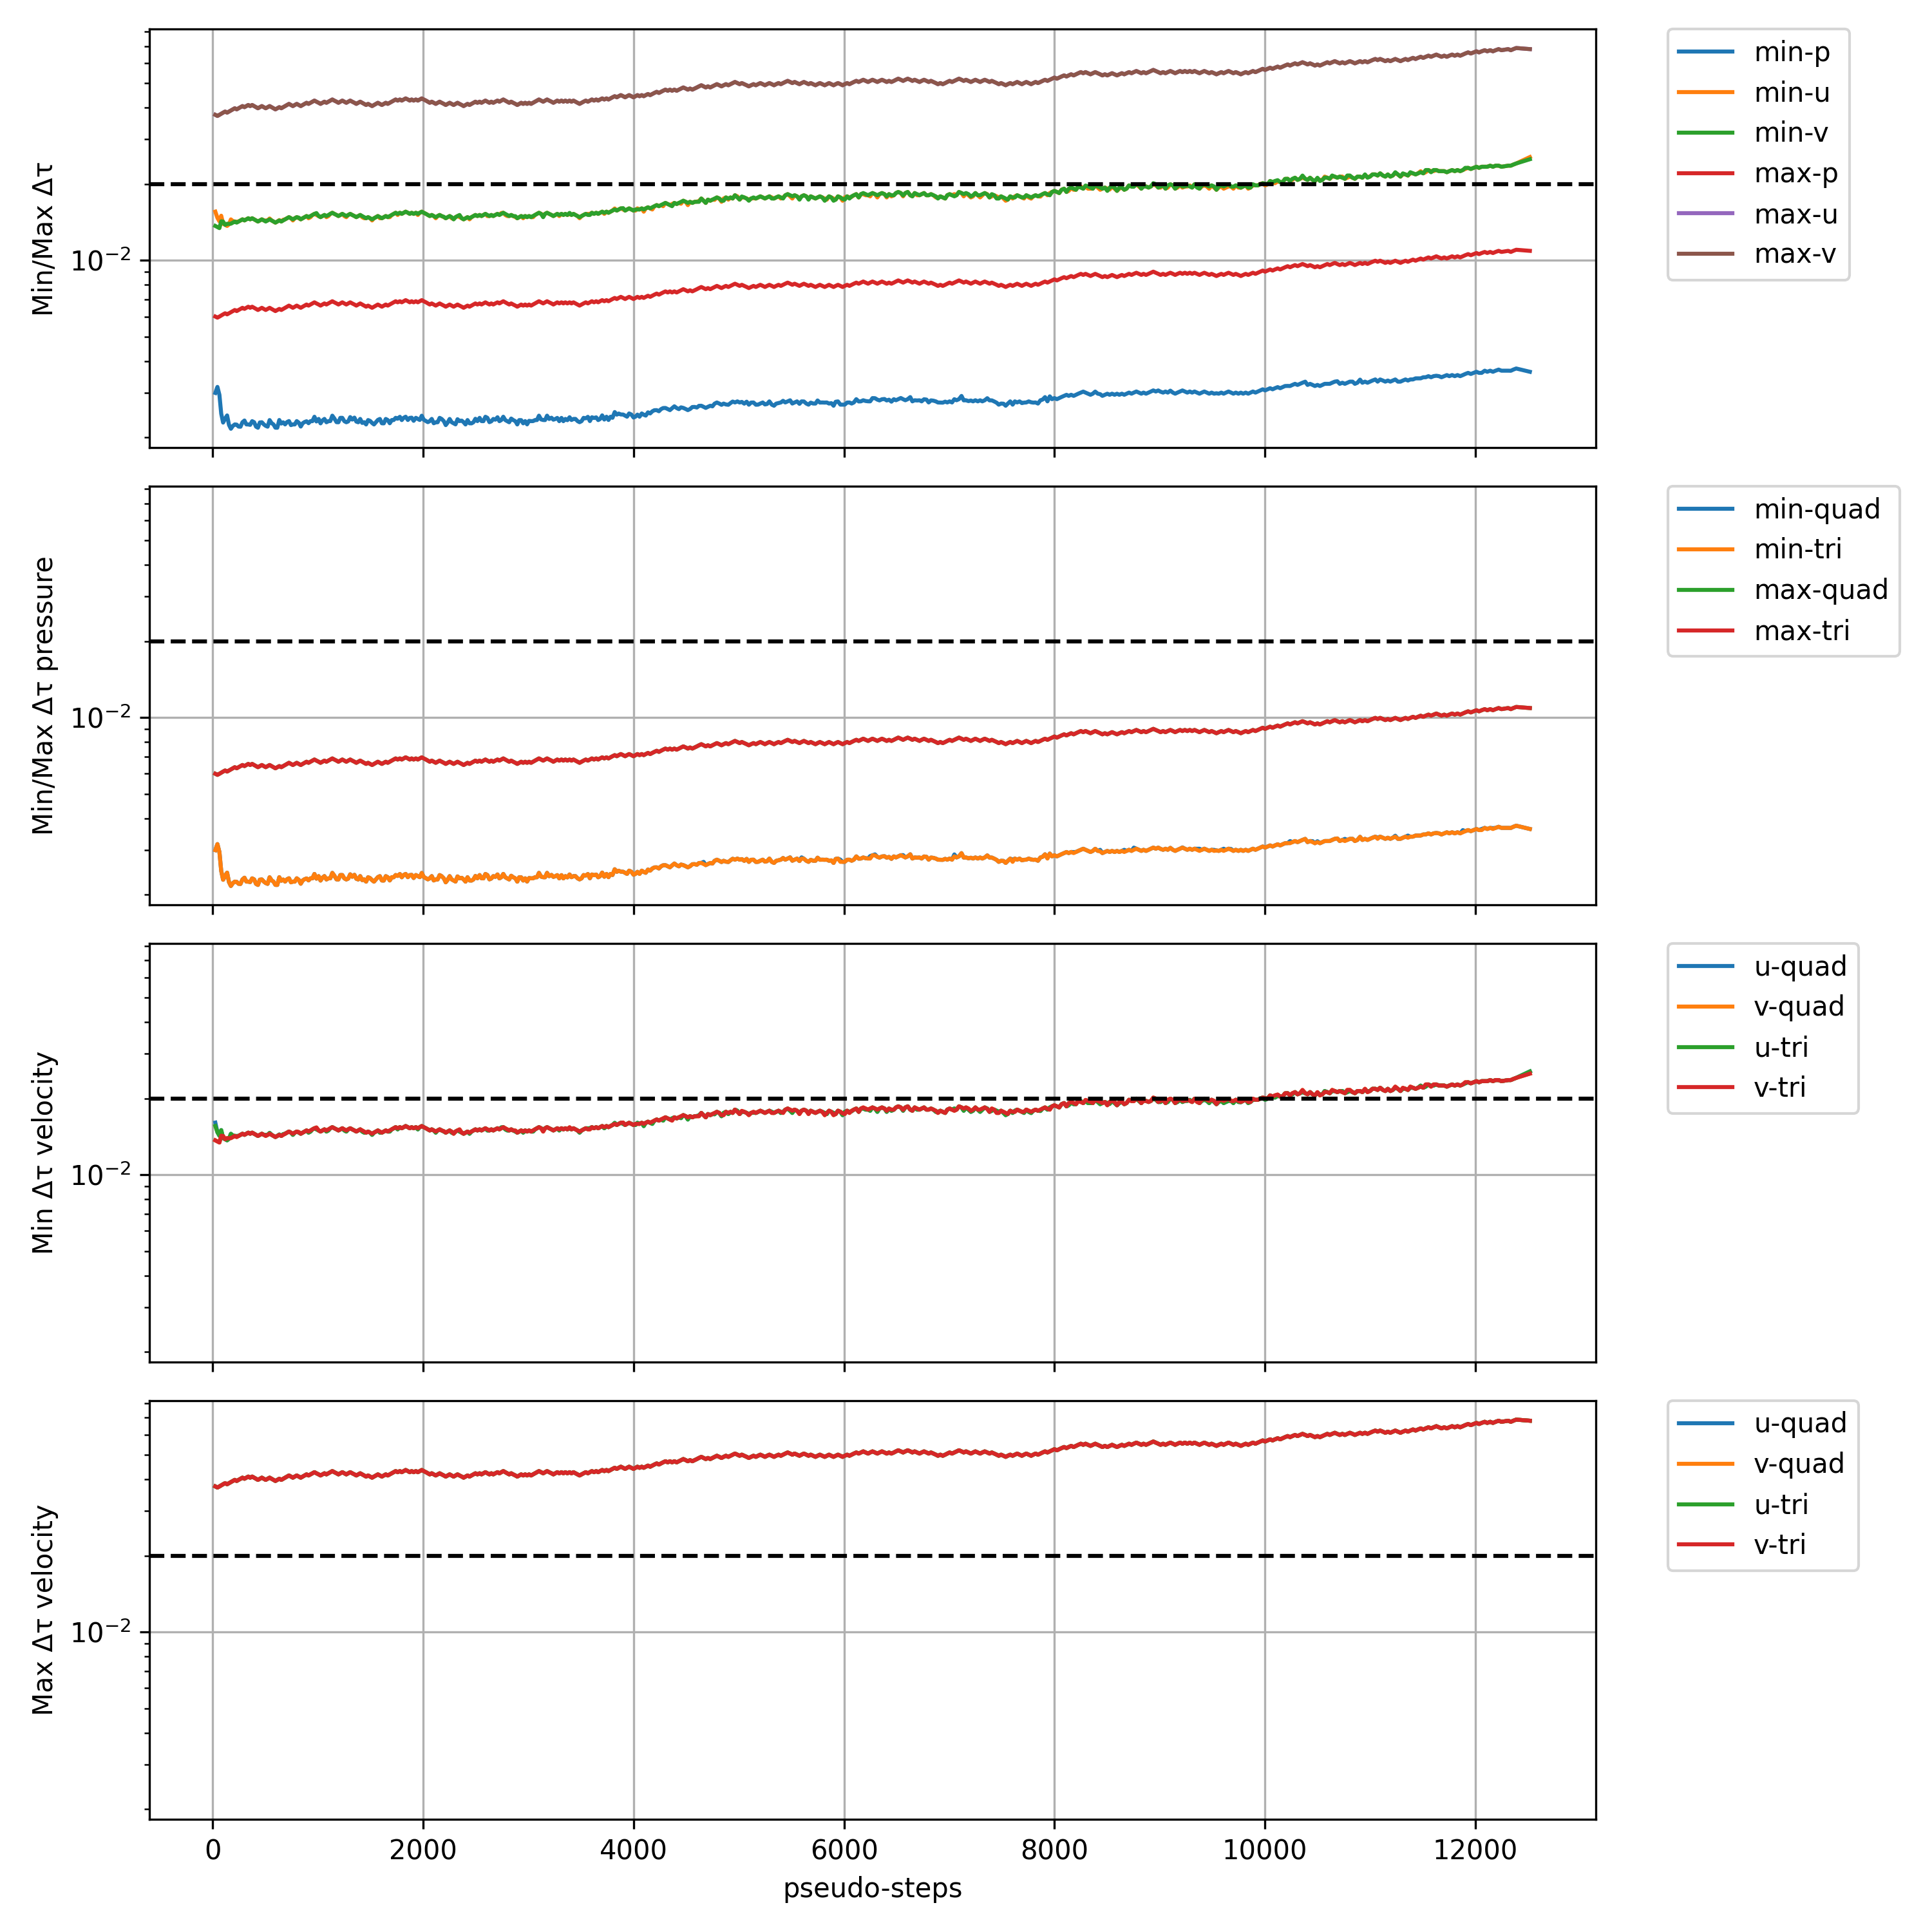 Min/Max Δτ
10⁻²
min-p
min-u
min-v
max-p
max-u
max-v
Min/Max Δτ pressure
10⁻²
min-quad
min-tri
max-quad
max-tri
Min Δτ velocity
10⁻²
u-quad
v-quad
u-tri
v-tri
Max Δτ velocity
10⁻²
u-quad
v-quad
u-tri
v-tri
0 2000 4000 6000 8000 10000 12000
pseudo-steps